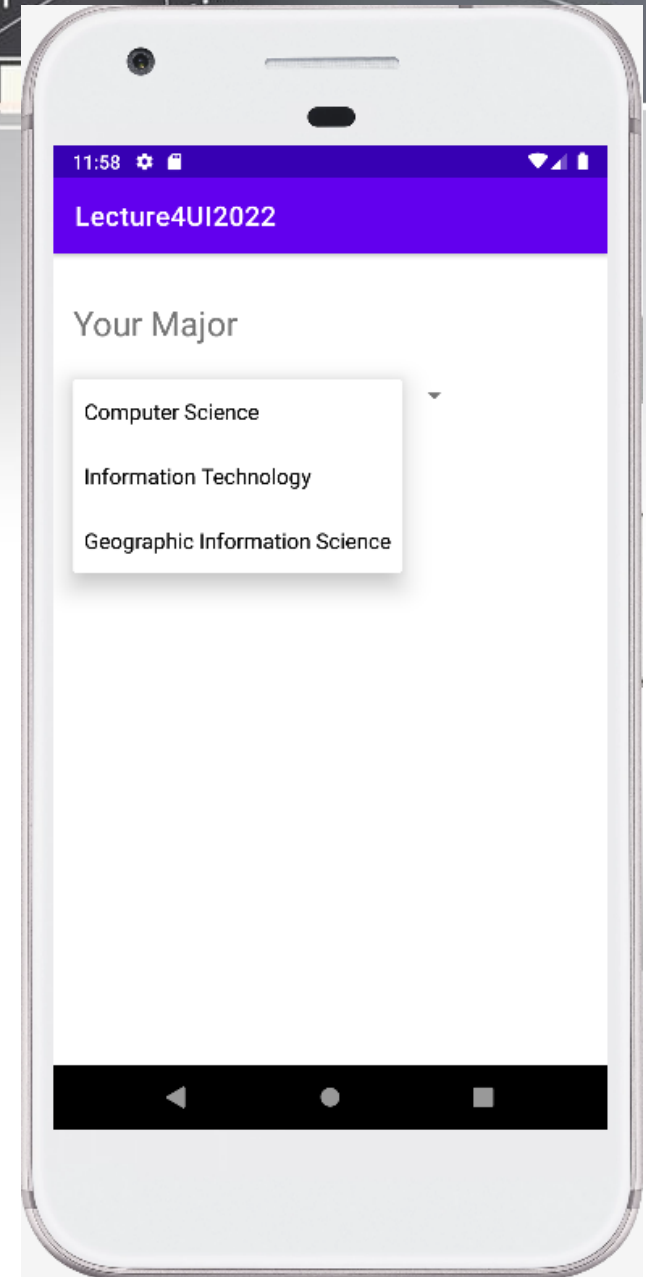 11:58
Lecture4UI2022
Your Major
Computer Science
Information Technology
Geographic Information Science